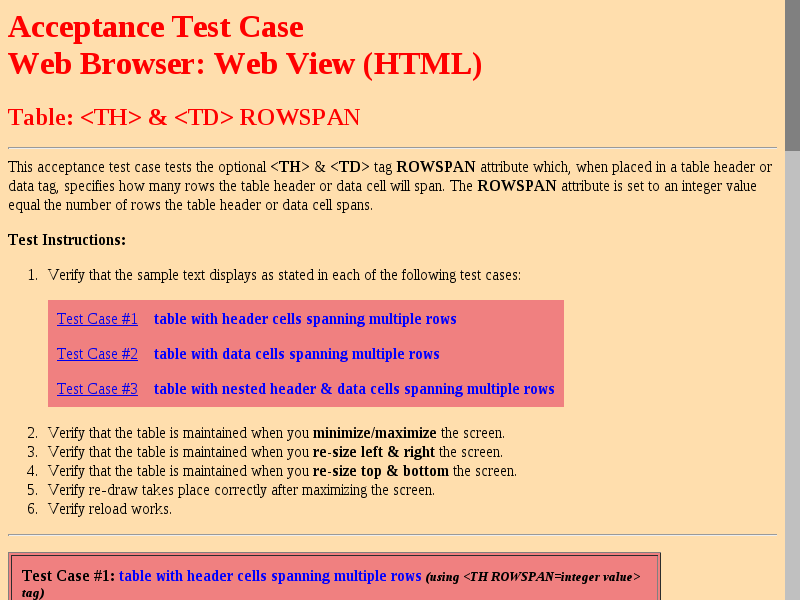 Acceptance Test Case
Web Browser: Web View (HTML)
Table: <TH> & <TD> ROWSPAN
This acceptance test case tests the optional <TH> & <TD> tag ROWSPAN attribute which, when placed in a table header or
data tag, specifies how many rows the table header or data cell will span. The ROWSPAN attribute is set to an integer value
equal the number of rows the table header or data cell spans.
Test Instructions:
1. Verify that the sample text displays as stated in each of the following test cases:
Test Case #1 table with header cells spanning multiple rows
Test Case #2 table with data cells spanning multiple rows
Test Case #3 table with nested header & data cells spanning multiple rows
2. Verify that the table is maintained when you minimize/maximize the screen.
3. Verify that the table is maintained when you re-size left & right the screen.
4. Verify that the table is maintained when you re-size top & bottom the screen.
5. Verify re-draw takes place correctly after maximizing the screen.
6. Verify reload works.
Test Case #1: table with header cells spanning multiple rows (using <TH ROWSPAN=integer value>
tag)